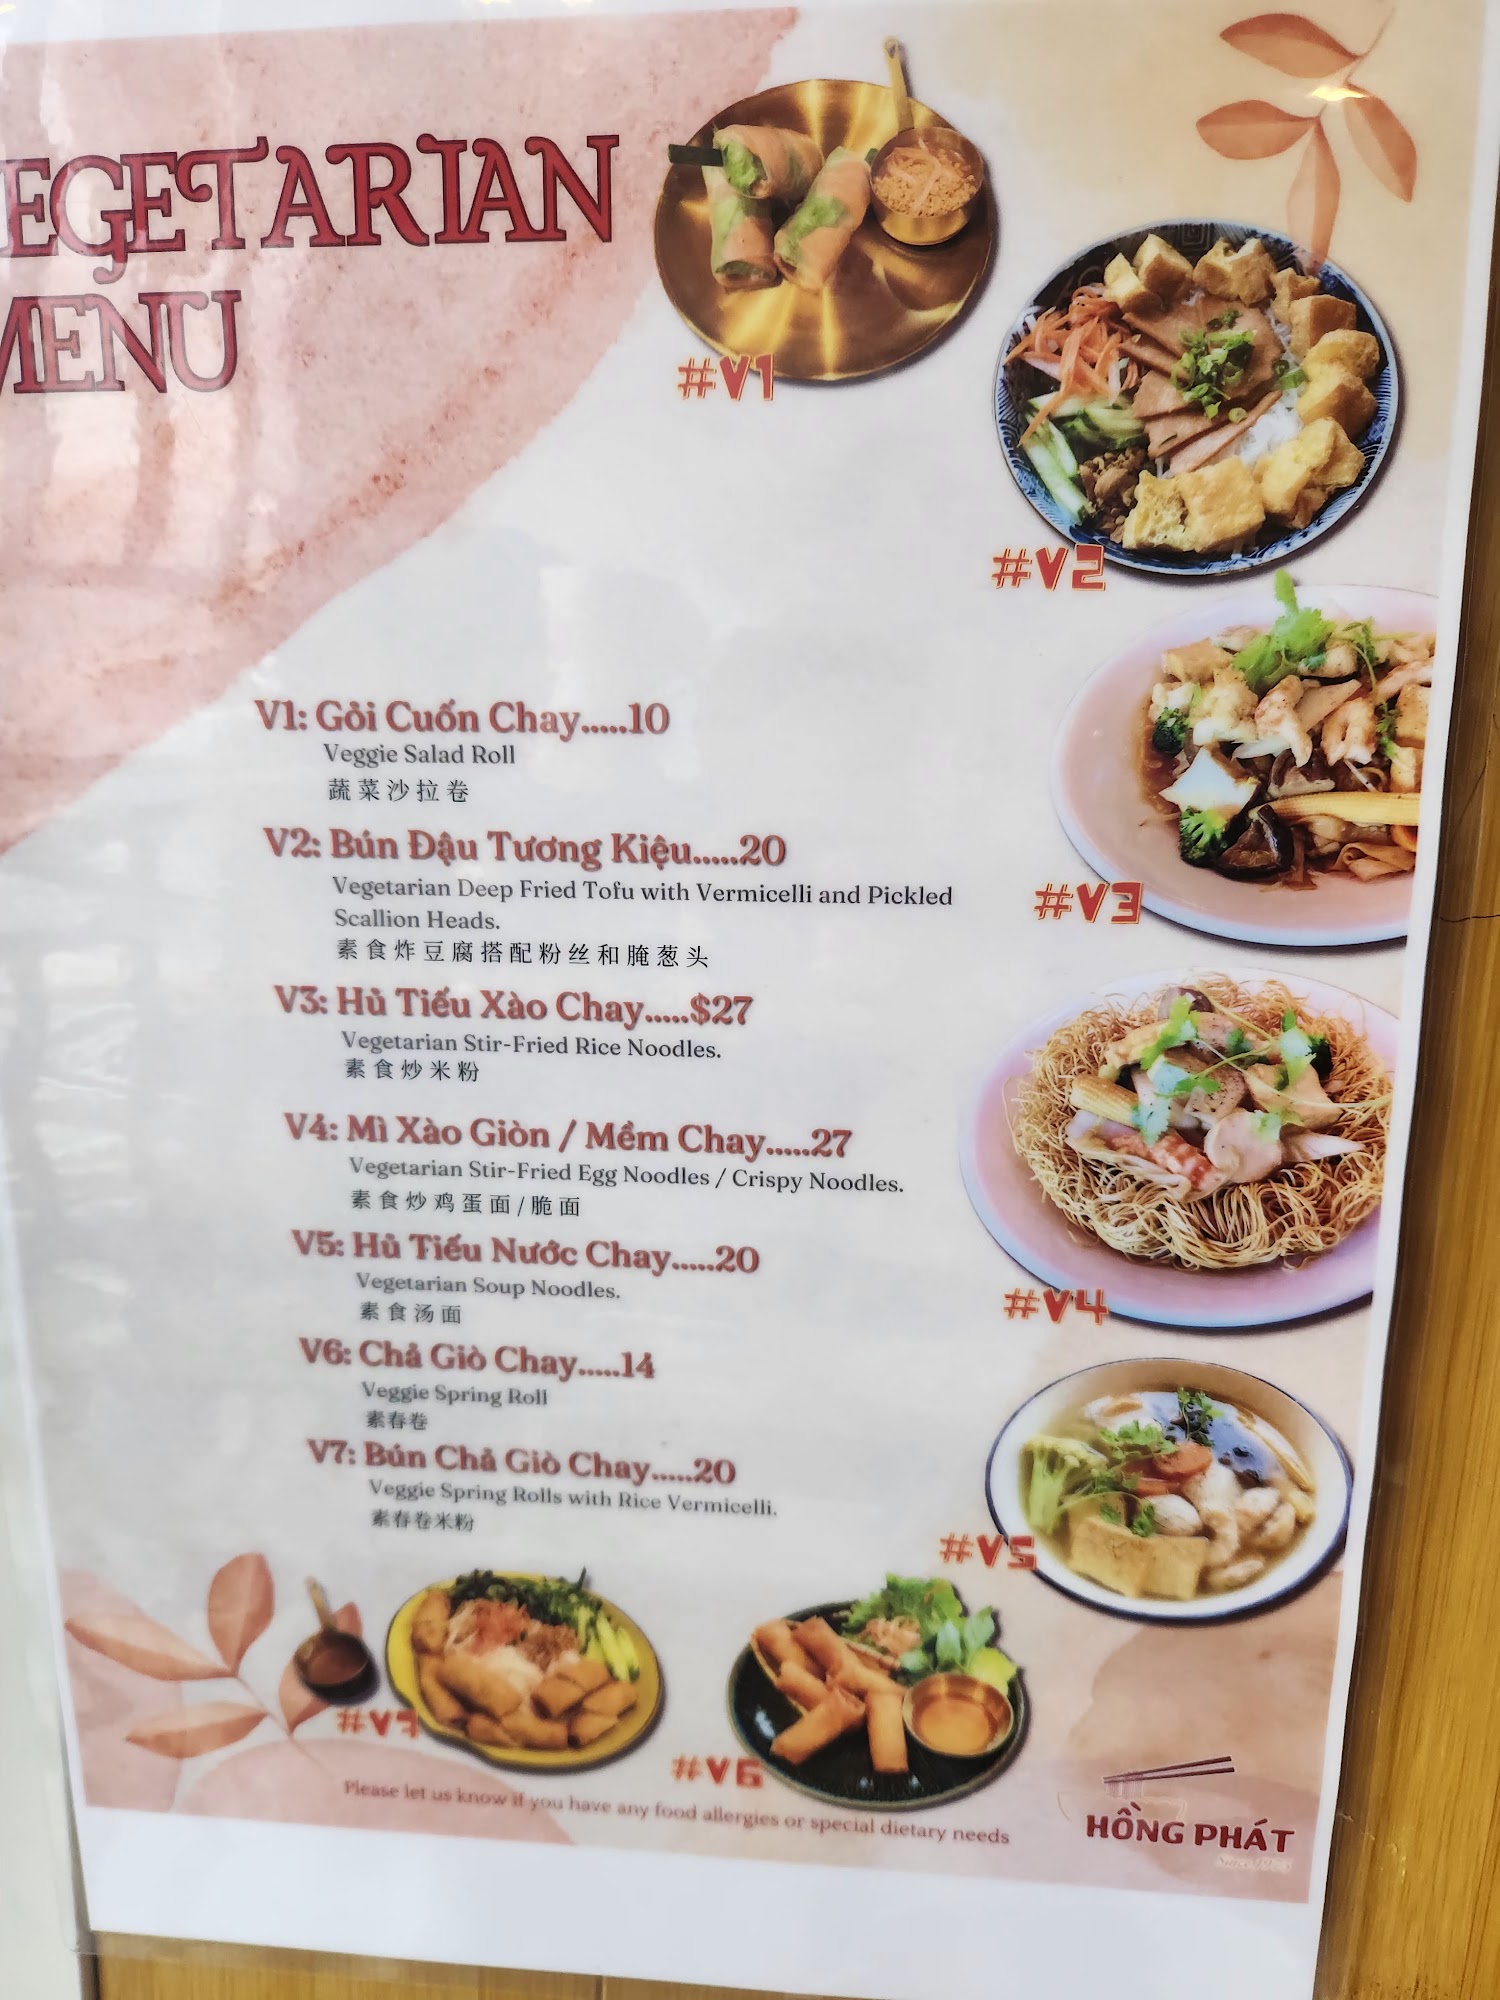 VEGETARIAN
MENU
#V1
#V2
#V3
#V4
#V5
V1: Gỏi Cuốn Chay.....10
Veggie Salad Roll
蔬菜沙拉卷
V2: Bún Đậu Tương Kiệu.....20
Vegetarian Deep Fried Tofu with Vermicelli and Pickled
Scallion Heads.
素食炸豆腐搭配粉丝和腌葱头
V3: Hủ Tiếu Xào Chay.....$27
Vegetarian Stir-Fried Rice Noodles.
素食炒米粉
V4: Mì Xào Giòn / Mềm Chay.....27
Vegetarian Stir-Fried Egg Noodles / Crispy Noodles.
素食炒鸡蛋面/脆面
V5: Hủ Tiếu Nước Chay.....20
Vegetarian Soup Noodles.
素食汤面
V6: Chả Giò Chay.....14
Veggie Spring Roll
素春卷
V7: Bún Chả Giò Chay.....20
Veggie Spring Rolls with Rice Vermicelli.
素春卷米粉
#V7
#V6
Please let us know if you have any food allergies or special dietary needs
HỒNG PHÁT